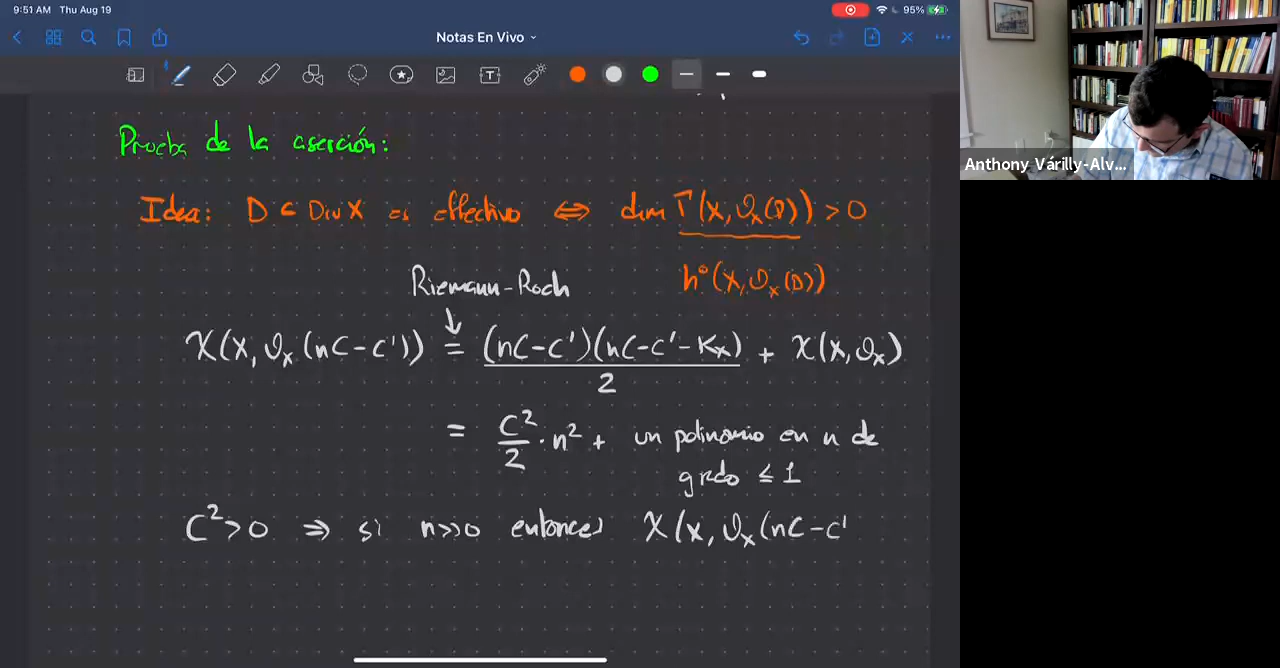 9:51 AM Thu Aug 19
95%
Notas En Vivo
Anthony Várilly-Alv...
Prueba de la aserción:
Idea: D ∈ Div X es effectivo ⇔ dim Γ(X, O_X(D)) > 0
h⁰(X, O_X(D))
Riemann-Roch
χ(X, O_X(nC-C')) = (nC-C')(nC-C'-K_X)/2 + χ(X, O_X)
= C²/2 · n² + un polinomio en n de
grado ≤ 1
C² > 0 ⇒ si n>>0 entonces χ(X, O_X(nC-C'